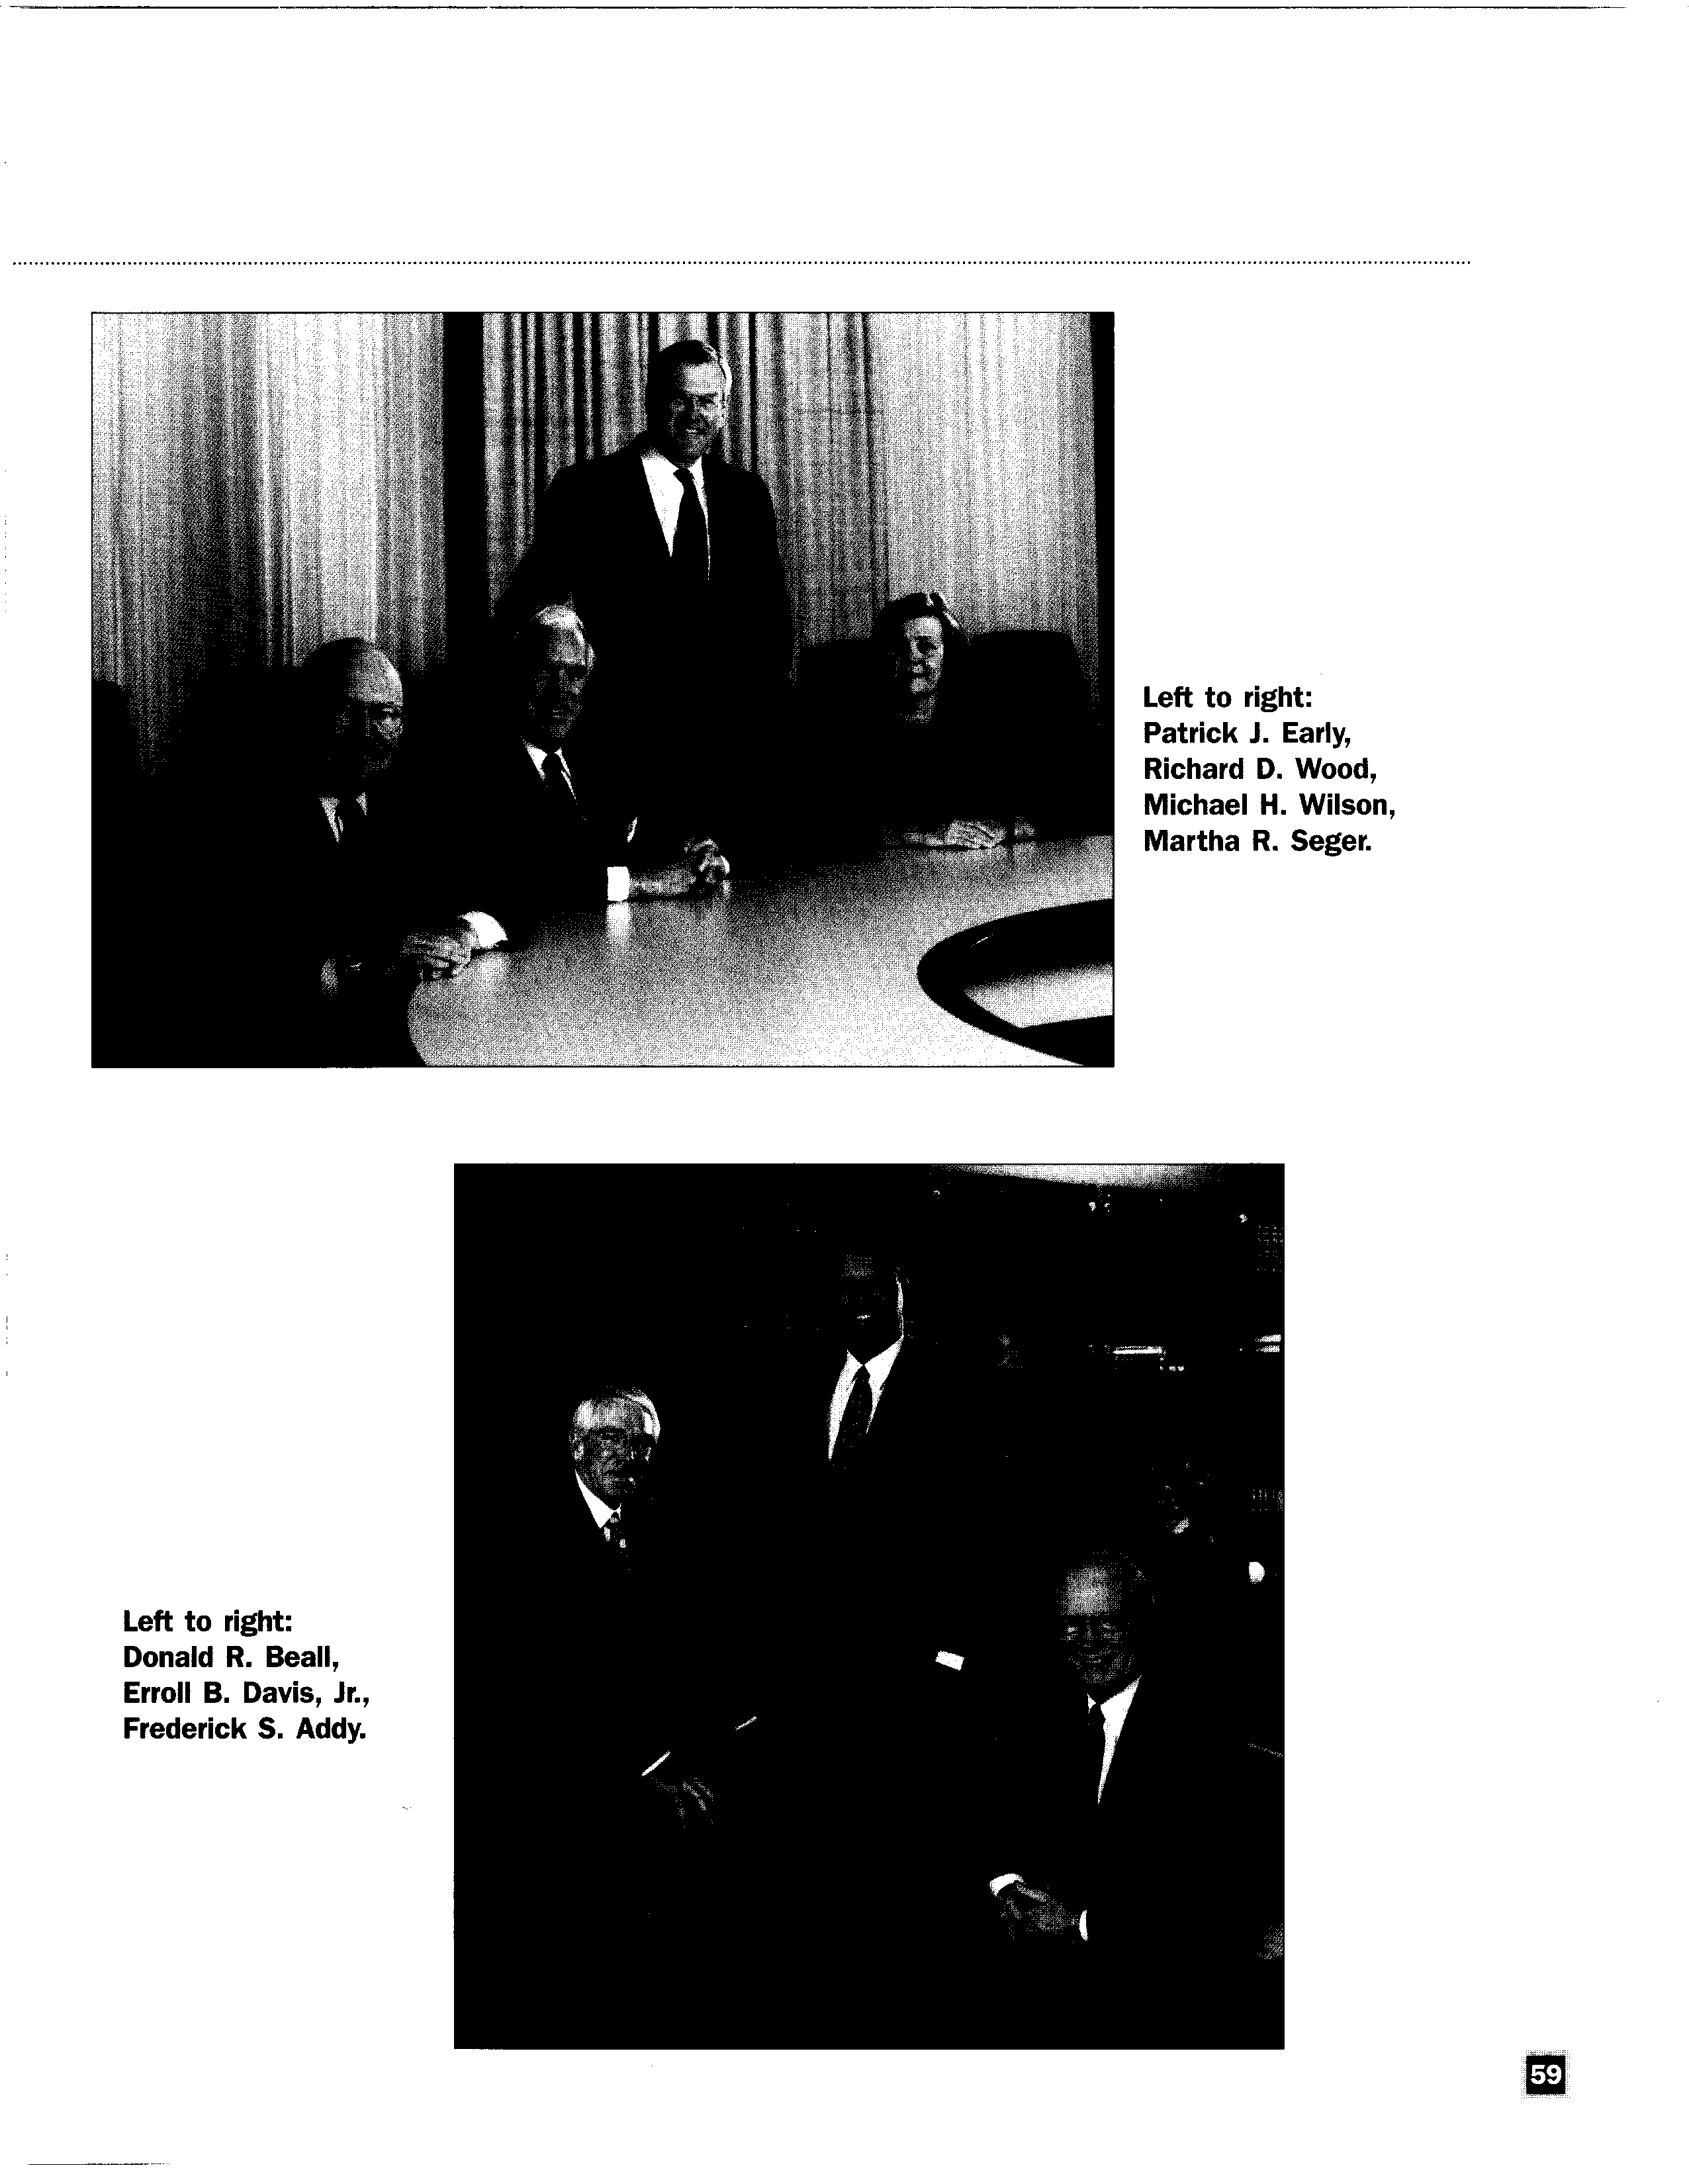 Left to right:
Patrick J. Early,
Richard D. Wood,
Michael H. Wilson,
Martha R. Seger.
Left to right:
Donald R. Beall,
Erroll B. Davis, Jr.,
Frederick S. Addy.
59